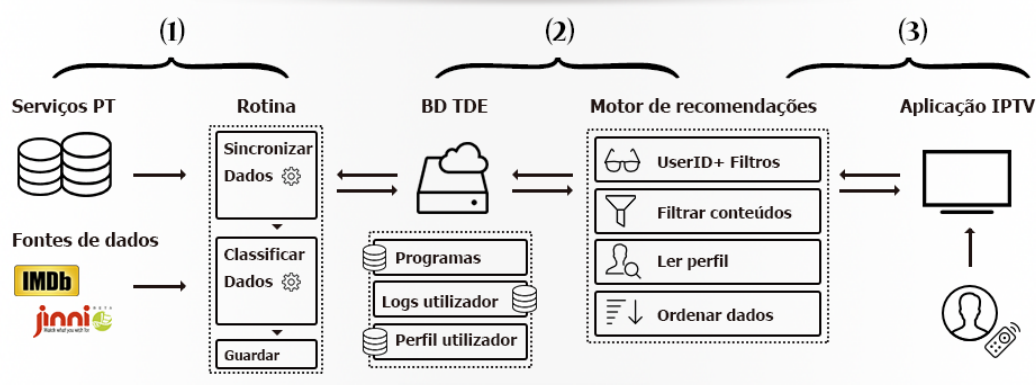 (1)
(2)
(3)
Serviços PT
Rotina
BD TDE
Motor de recomendações
Aplicação IPTV
Sincronizar
Dados
UserID+ Filtros
Filtrar conteúdos
Fontes de dados
IMDb
jinni
Classificar
Dados
Programas
Logs utilizador
Perfil utilizador
Ler perfil
Ordenar dados
Guardar